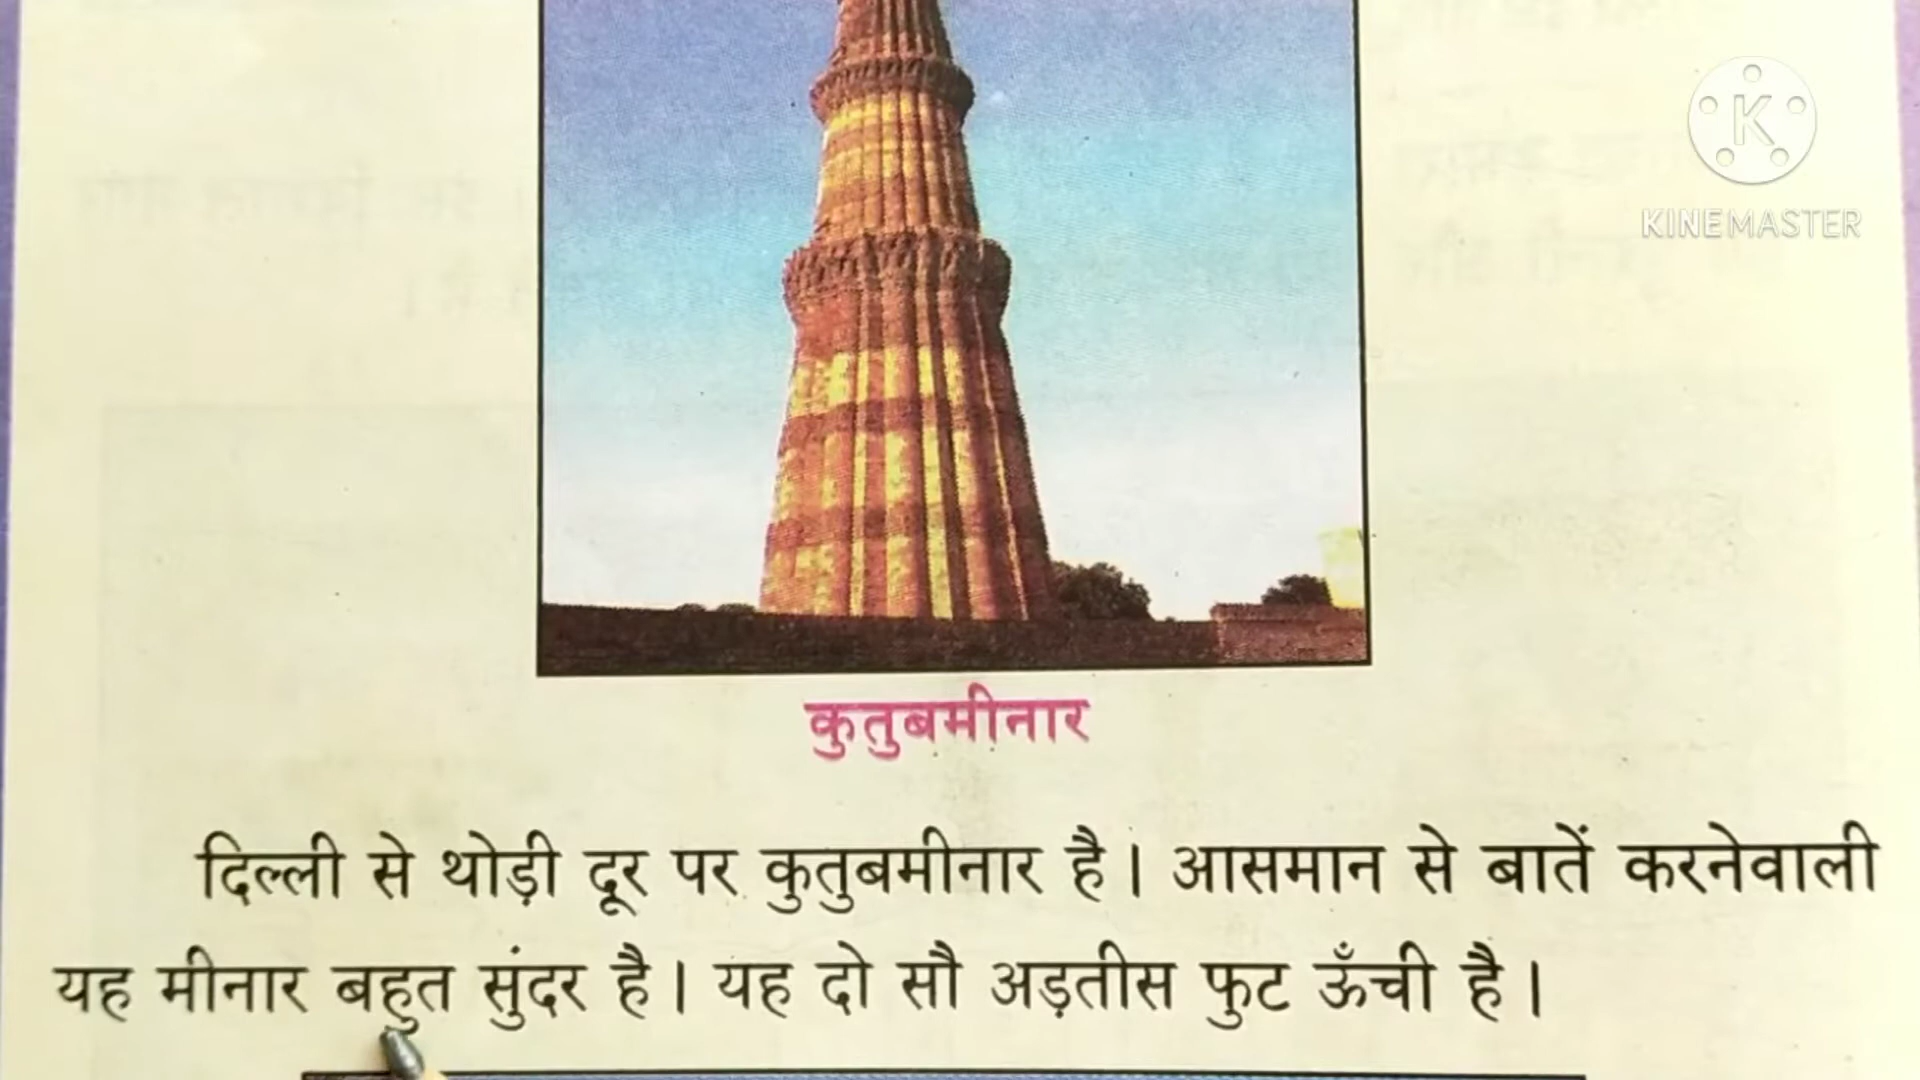 K
KINEMASTER
कुतुबमीनार
दिल्ली से थोड़ी दूर पर कुतुबमीनार है। आसमान से बातें करनेवाली
यह मीनार बहुत सुंदर है। यह दो सौ अड़तीस फुट ऊँची है।